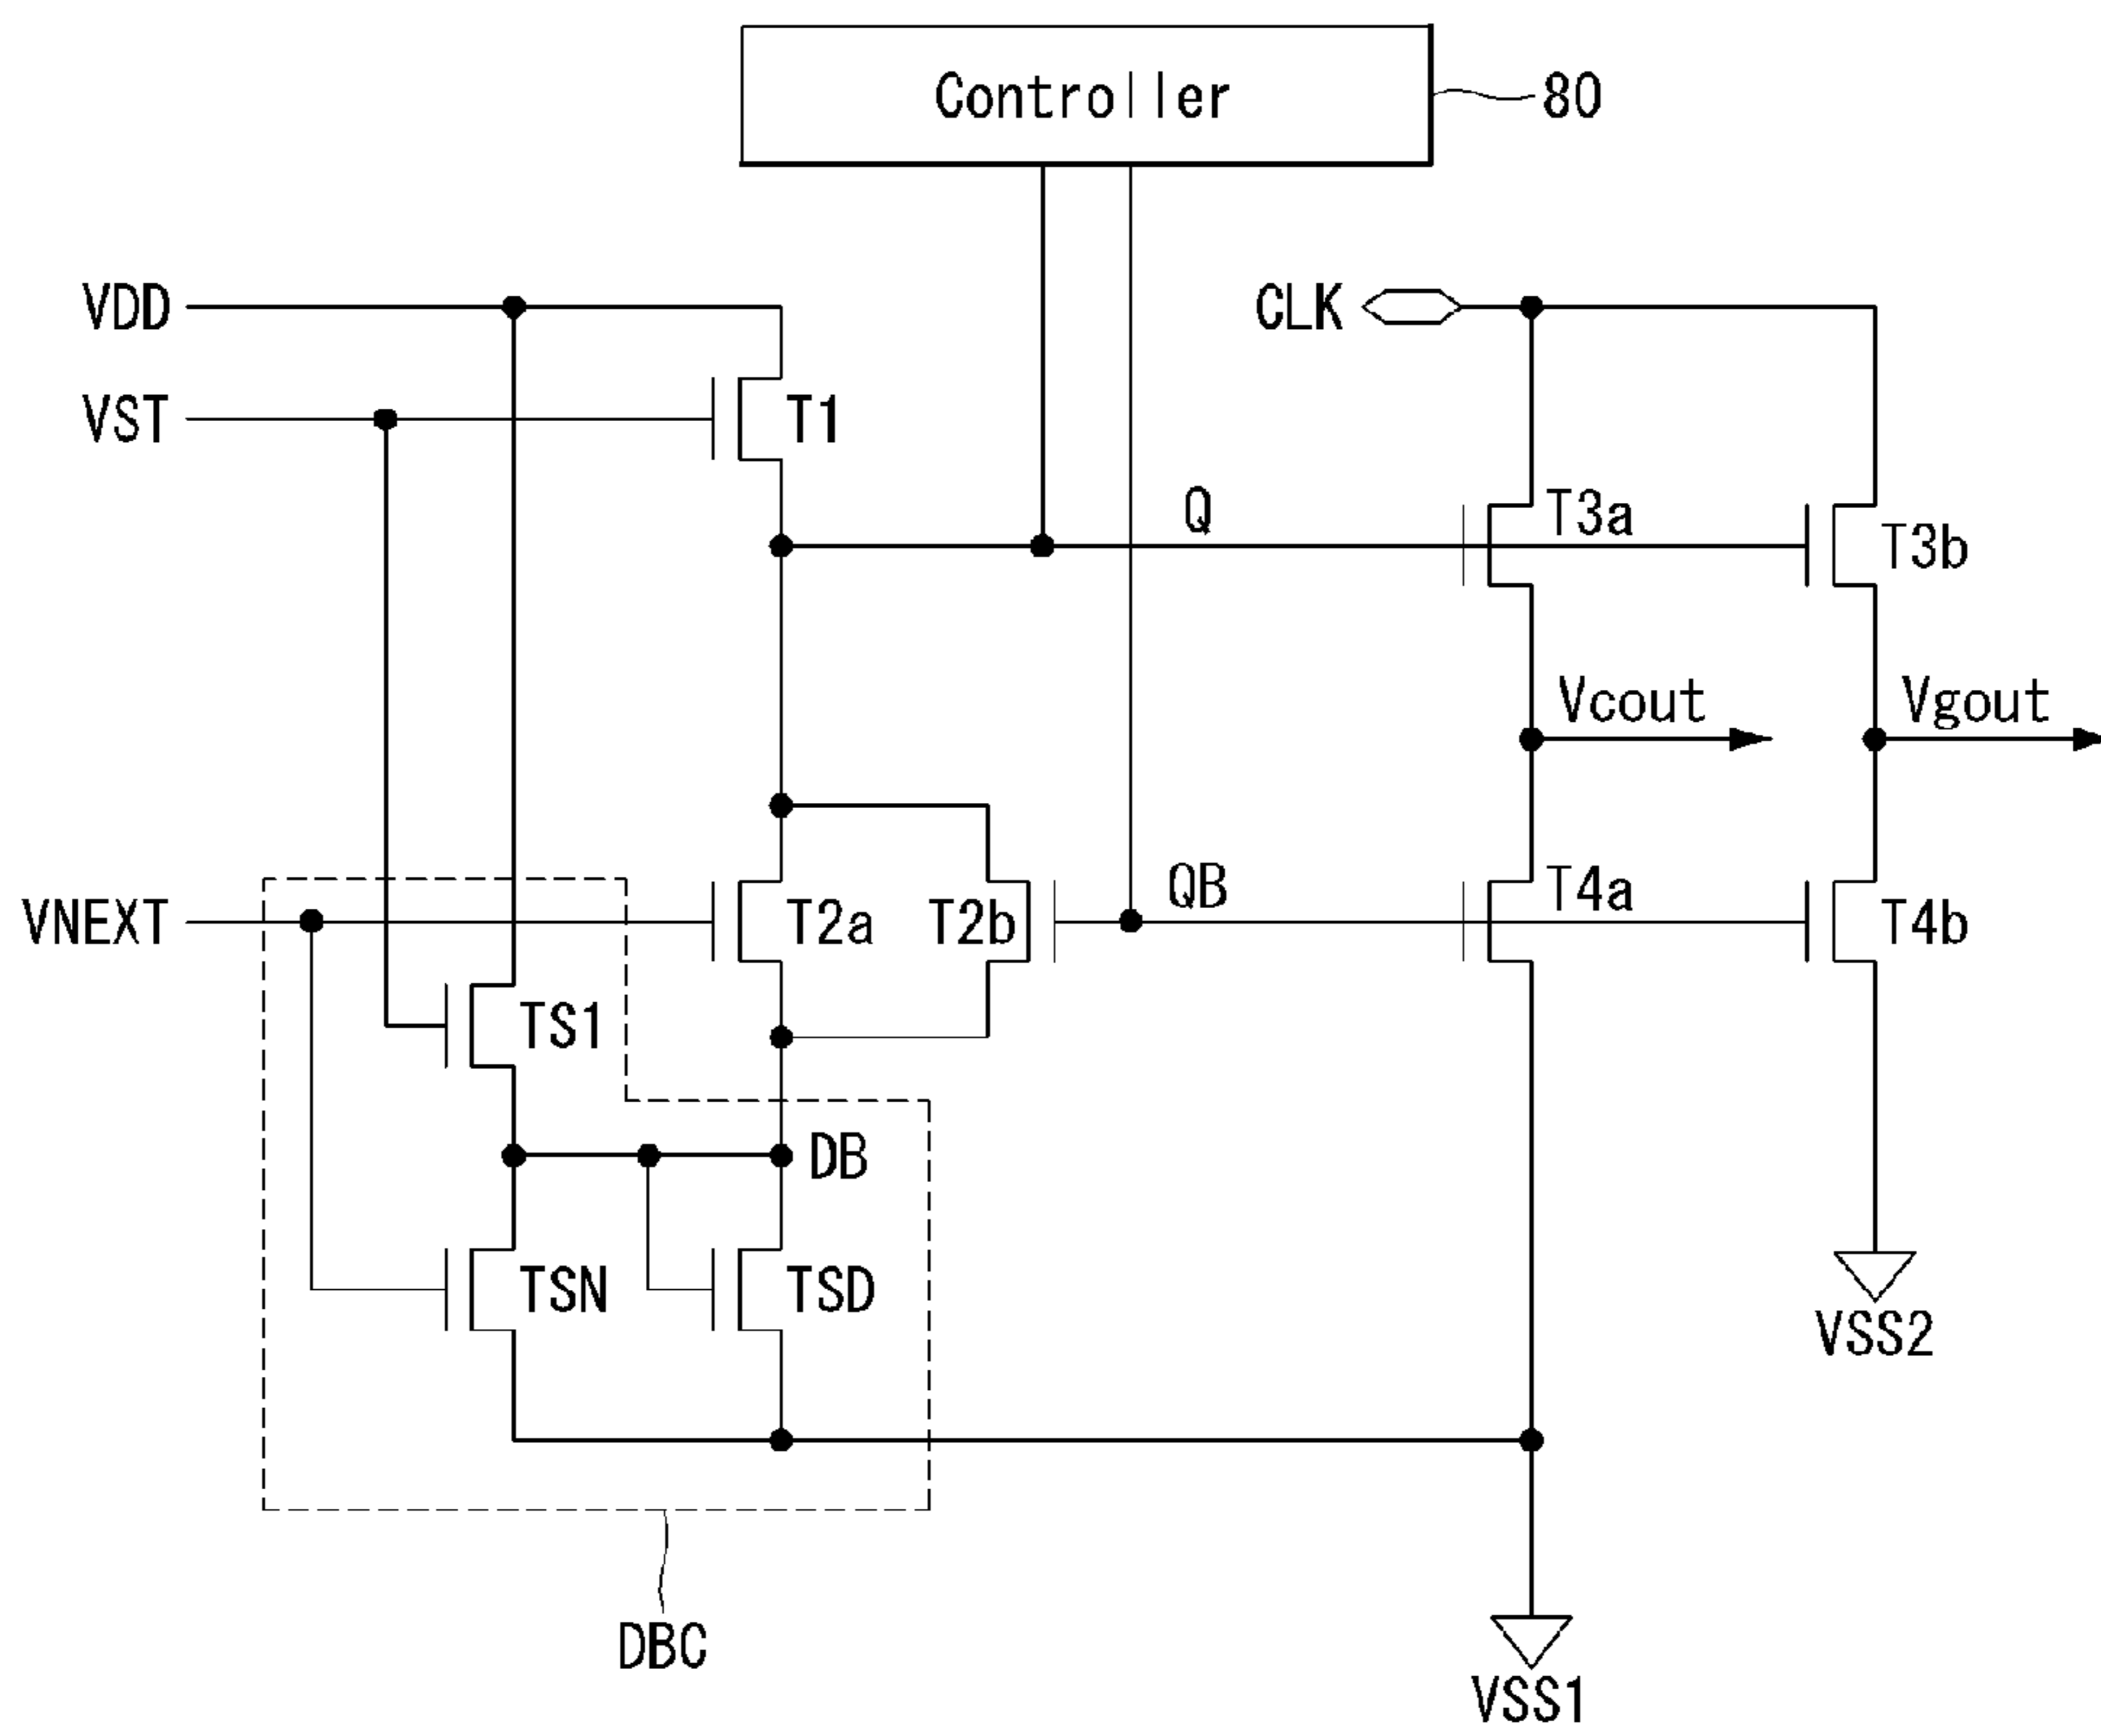 Controller
80
VDD
CLK
VST
T1
Q
T3a
T3b
Vcout
Vgout
VNEXT
T2a
T2b
QB
T4a
T4b
TS1
DB
TSN
TSD
VSS2
DBC
VSS1